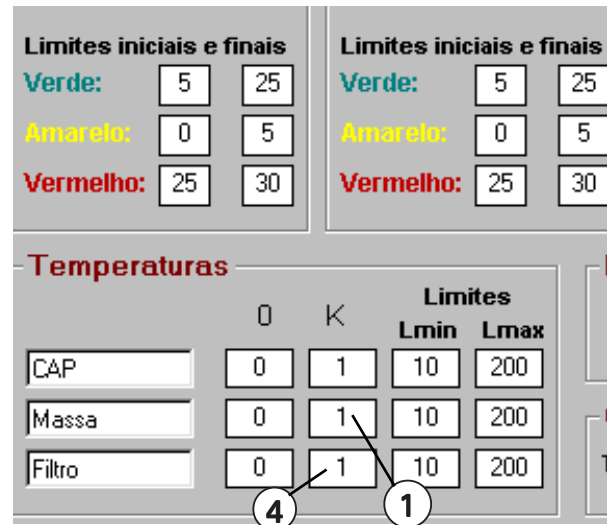 Limites iniciais e finais Limites iniciais e finais
Verde: 5 25 Verde: 5 25
Amarelo: 0 5 Amarelo: 0 5
Vermelho: 25 30 Vermelho: 25 30
Temperaturas
Limites
0 K Lmin Lmax
CAP 0 1 10 200
Massa 0 1 10 200
Filtro 0 1 10 200
4 1